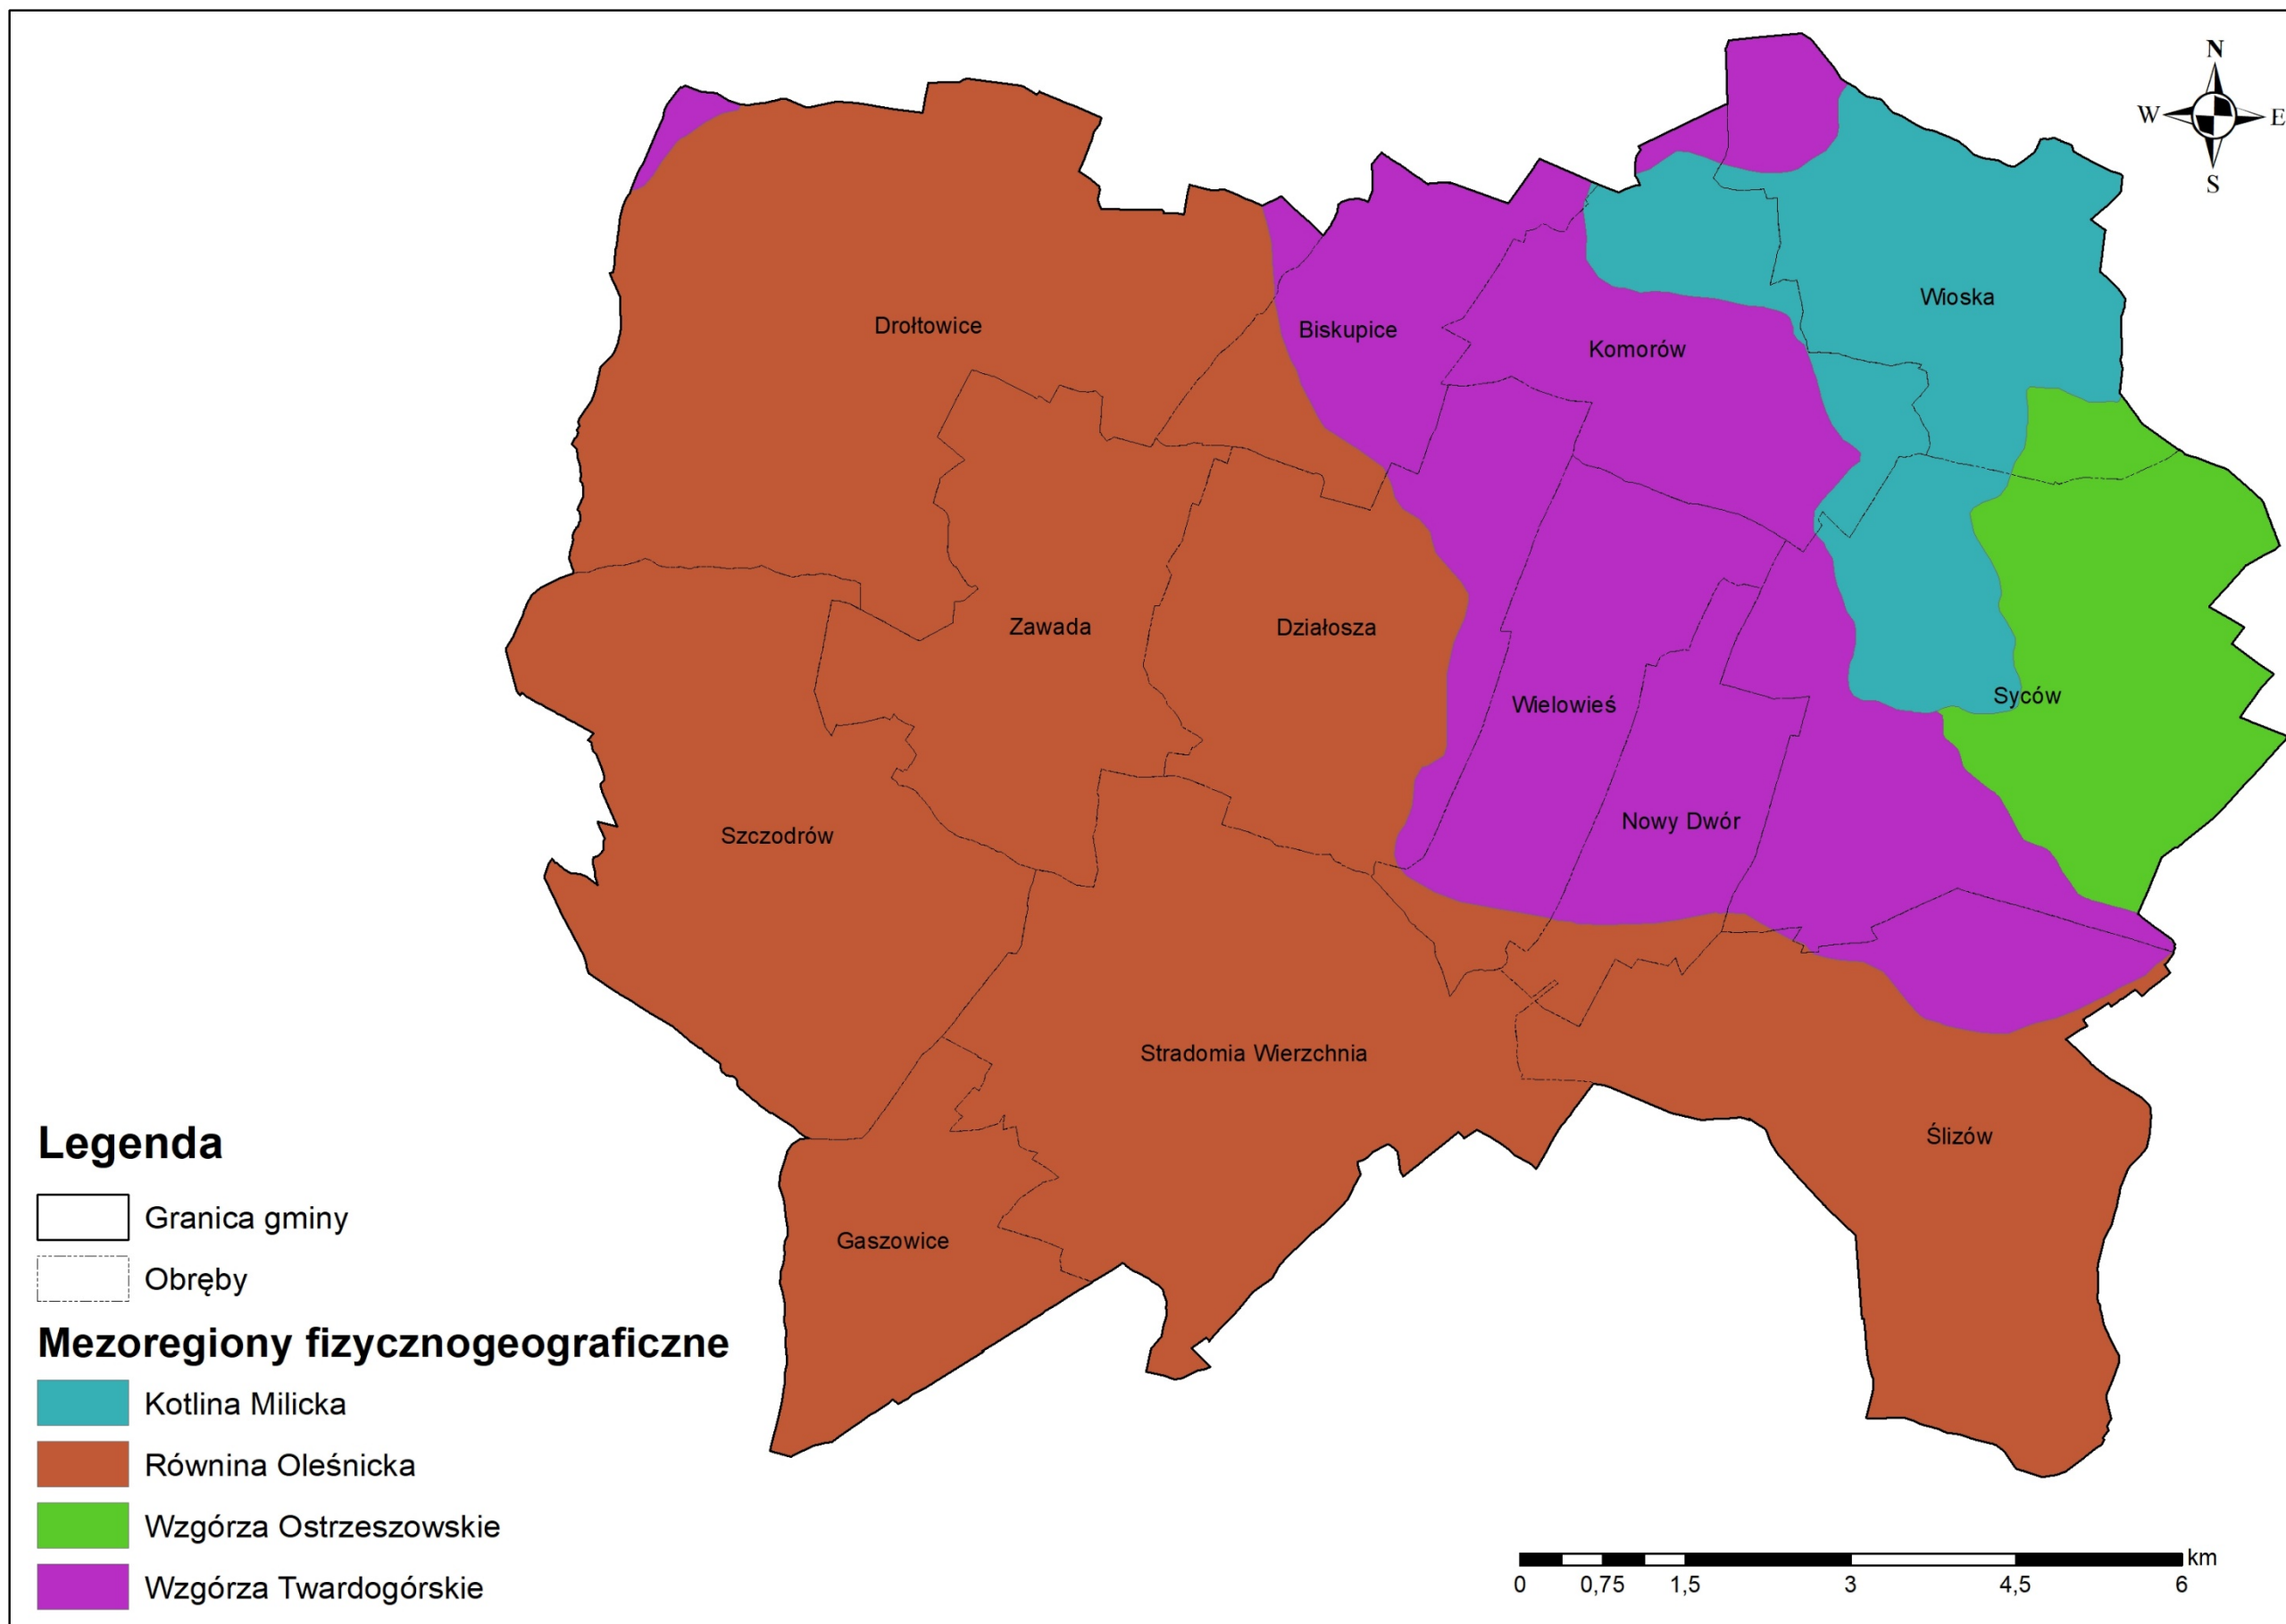 N
W E
S
Wioska
Drołtowice
Biskupice
Komorów
Zawada
Działosza
Syców
Wielowieś
Nowy Dwór
Szczodrów
Stradomia Wierzchnia
Ślizów
Gaszowice
Legenda
Granica gminy
Obręby
Mezoregiony fizycznogeograficzne
Kotlina Milicka
Równina Oleśnicka
Wzgórza Ostrzeszowskie
Wzgórza Twardogórskie
km
0 0,75 1,5 3 4,5 6